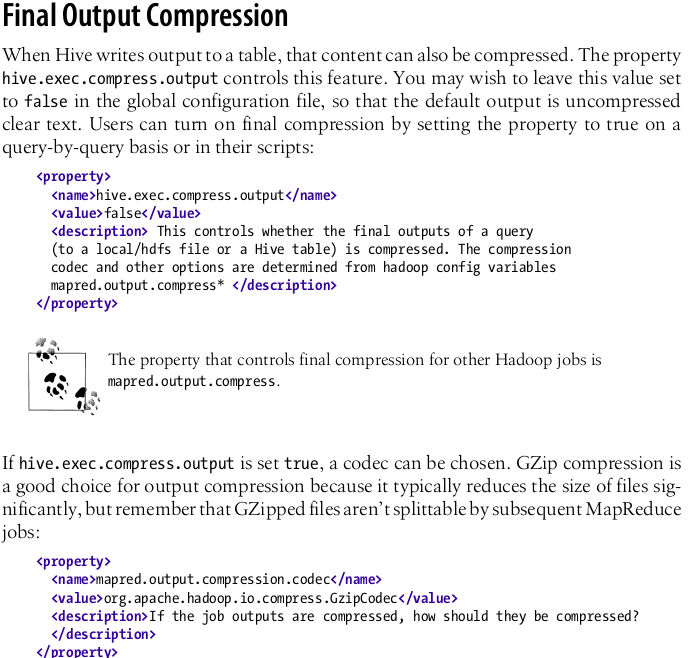 Final Output Compression
When Hive writes output to a table, that content can also be compressed. The property
hive.exec.compress.output controls this feature. You may wish to leave this value set
to false in the global configuration file, so that the default output is uncompressed
clear text. Users can turn on final compression by setting the property to true on a
query-by-query basis or in their scripts:
<property>
<name>hive.exec.compress.output</name>
<value>false</value>
<description> This controls whether the final outputs of a query
(to a local/hdfs file or a Hive table) is compressed. The compression
codec and other options are determined from hadoop config variables
mapred.output.compress* </description>
</property>
The property that controls final compression for other Hadoop jobs is
mapred.output.compress.
If hive.exec.compress.output is set true, a codec can be chosen. GZip compression is
a good choice for output compression because it typically reduces the size of files sig-
nificantly, but remember that GZipped files aren't splittable by subsequent MapReduce
jobs:
<property>
<name>mapred.output.compression.codec</name>
<value>org.apache.hadoop.io.compress.GzipCodec</value>
<description>If the job outputs are compressed, how should they be compressed?
</description>
</property>